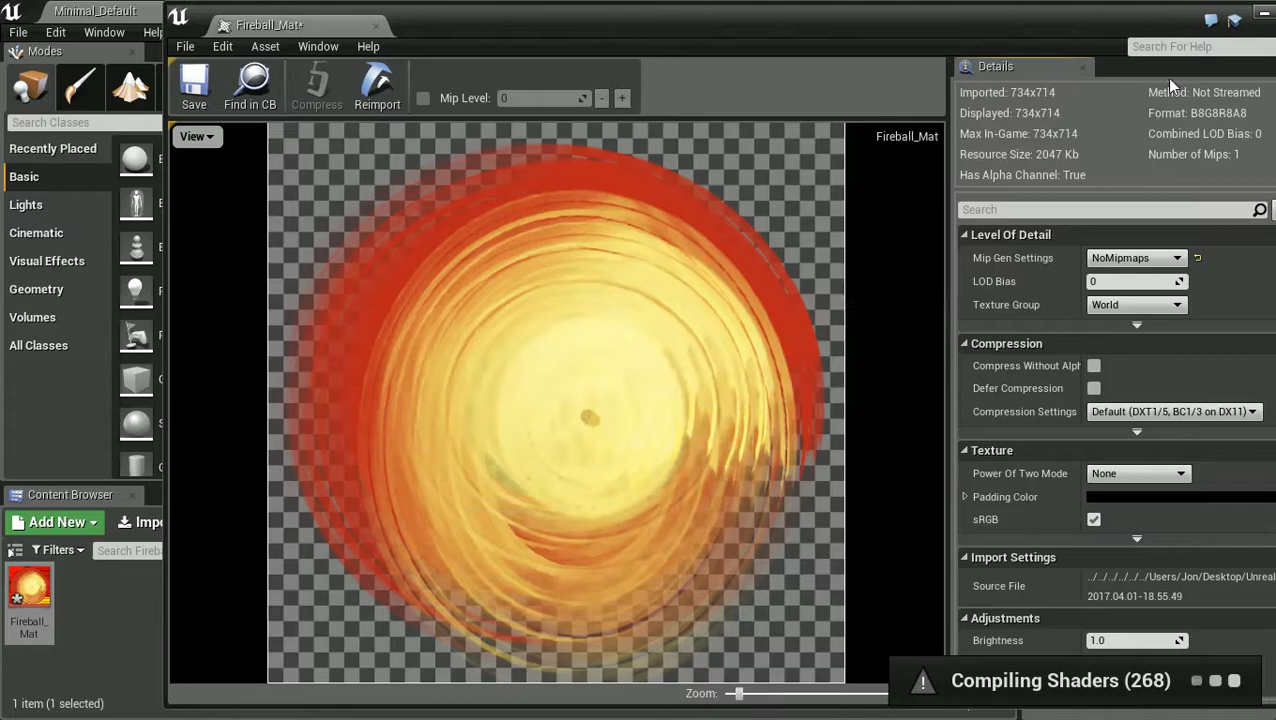 Minimal_Default
File Edit Window Help
Modes
Search Classes
Recently Placed
Basic
Lights
Cinematic
Visual Effects
Geometry
Volumes
All Classes
Content Browser
Add New
Filters
Fireball_
Mat
1 item (1 selected)
Fireball_Mat*
File Edit Asset Window Help
Search For Help
Save Find in CB Compress Reimport Mip Level: 0 - +
View
Fireball_Mat
Zoom:
Details
Imported: 734x714 Method: Not Streamed
Displayed: 734x714 Format: B8G8R8A8
Max In-Game: 734x714 Combined LOD Bias: 0
Resource Size: 2047 Kb Number of Mips: 1
Has Alpha Channel: True
Search
Level Of Detail
Mip Gen Settings NoMipmaps
LOD Bias 0
Texture Group World
Compression
Compress Without Alph
Defer Compression
Compression Settings Default (DXT1/5, BC1/3 on DX11)
Texture
Power Of Two Mode None
Padding Color
sRGB
Import Settings
Source File ../../../../../../Users/Jon/Desktop/Unreal
2017.04.01-18.55.49
Adjustments
Brightness 1.0
Compiling Shaders (268)